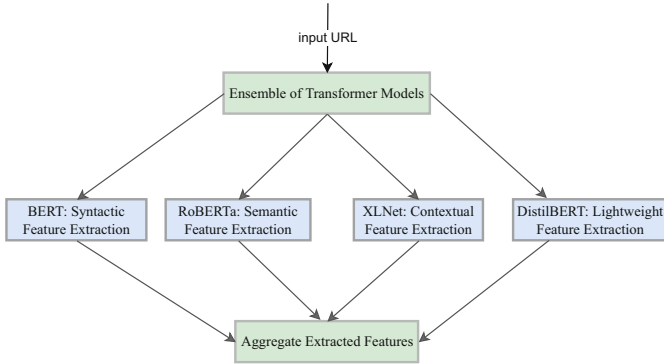 input URL
Ensemble of Transformer Models
BERT: Syntactic
Feature Extraction
RoBERTa: Semantic
Feature Extraction
XLNet: Contextual
Feature Extraction
DistilBERT: Lightweight
Feature Extraction
Aggregate Extracted Features